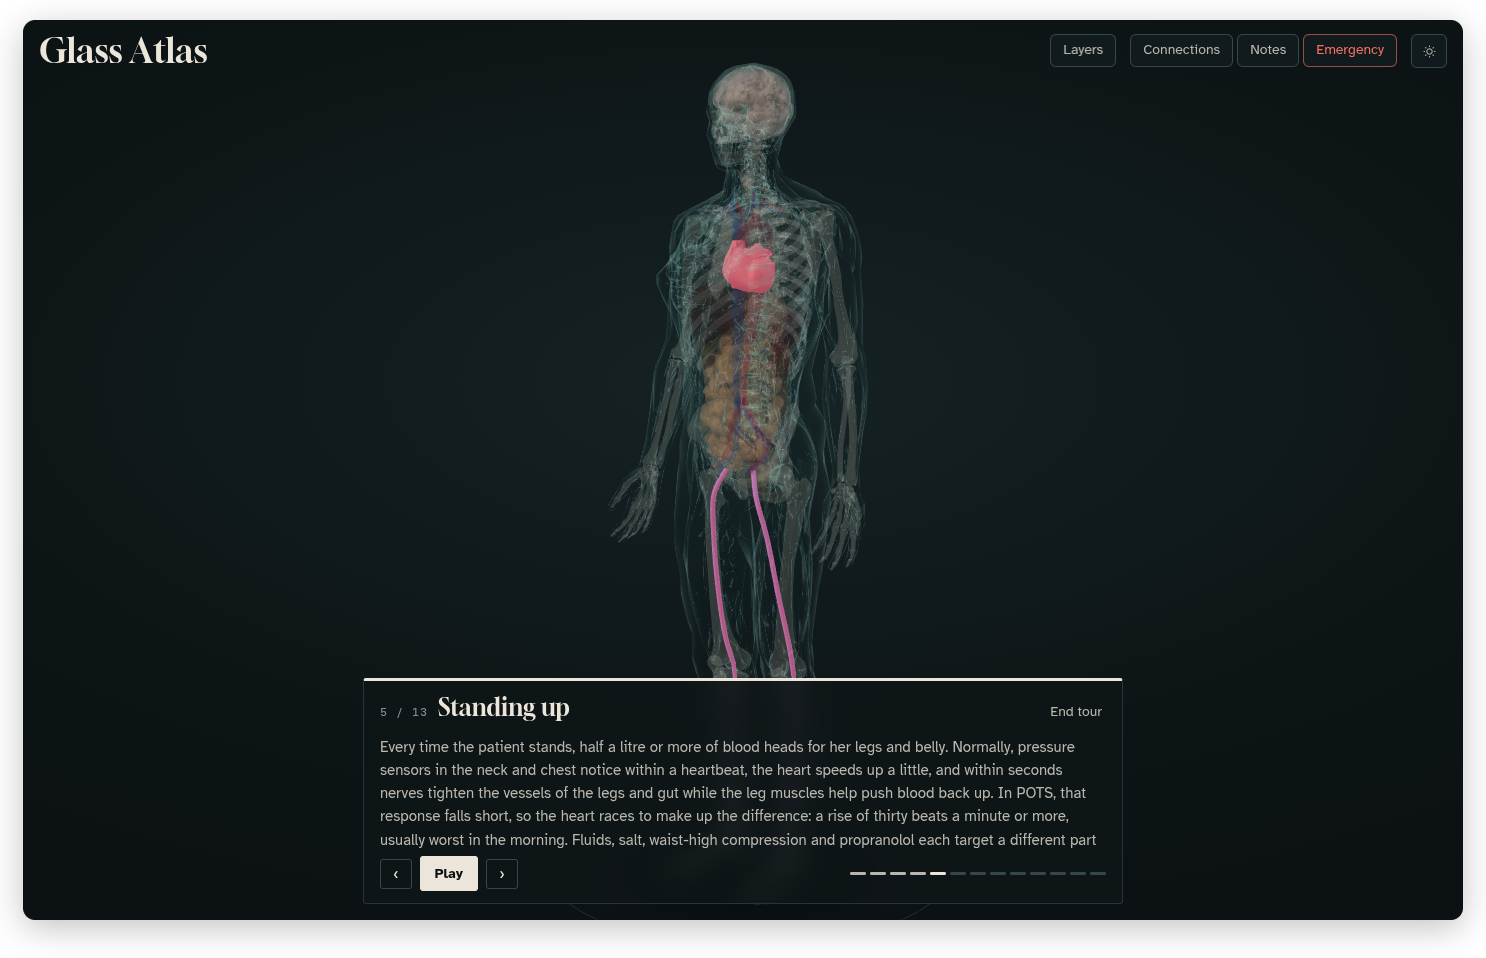 Glass Atlas
Layers
Connections
Notes
Emergency
5 / 13 Standing up
End tour
Every time the patient stands, half a litre or more of blood heads for her legs and belly. Normally, pressure
sensors in the neck and chest notice within a heartbeat, the heart speeds up a little, and within seconds
nerves tighten the vessels of the legs and gut while the leg muscles help push blood back up. In POTS, that
response falls short, so the heart races to make up the difference: a rise of thirty beats a minute or more,
usually worst in the morning. Fluids, salt, waist-high compression and propranolol each target a different part
‹ Play ›